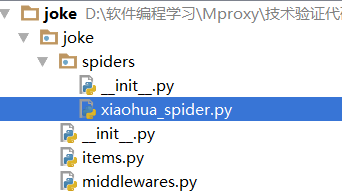 joke D:\软件编程学习\Mproxy\技术验证代
joke
spiders
__init__.py
xiaohua_spider.py
__init__.py
items.py
middlewares.py